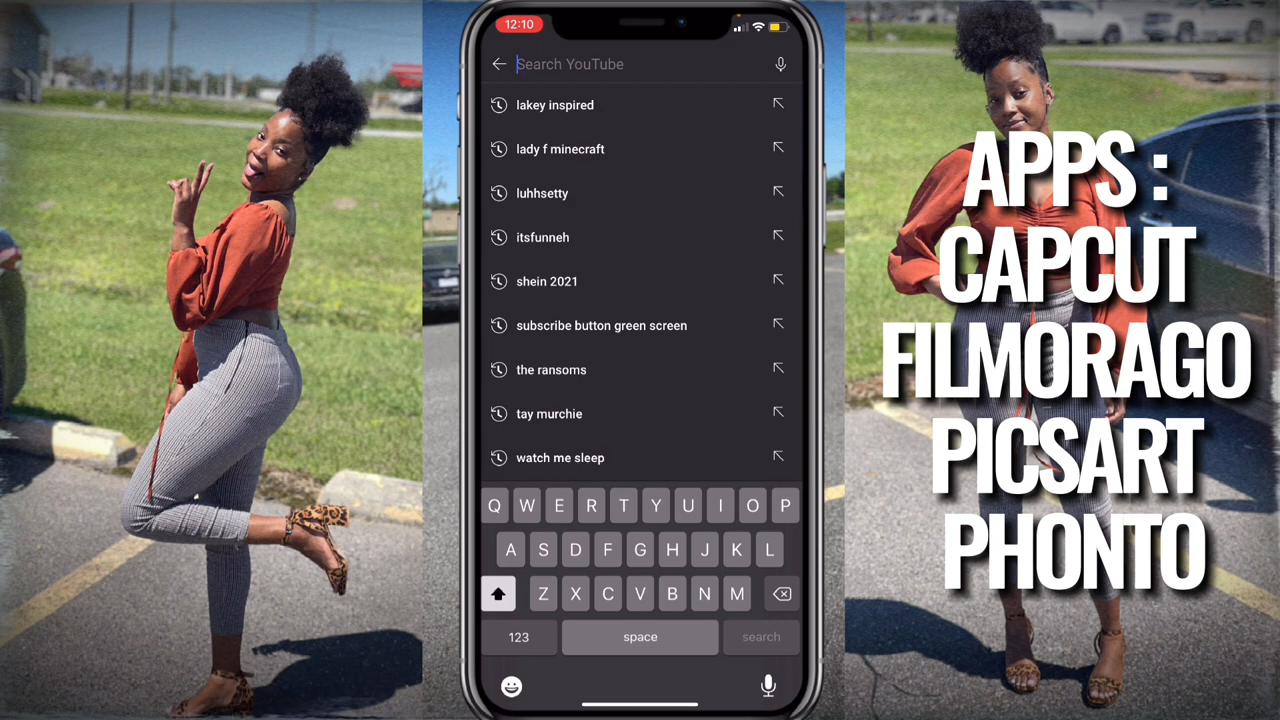 12:10
Search YouTube
lakey inspired
lady f minecraft
luhhsetty
itsfunneh
shein 2021
subscribe button green screen
the ransoms
tay murchie
watch me sleep
Q W E R T Y U I O P
A S D F G H J K L
Z X C V B N M
123 space search
APPS :
CAPCUT
FILMORAGO
PICSART
PHONTO